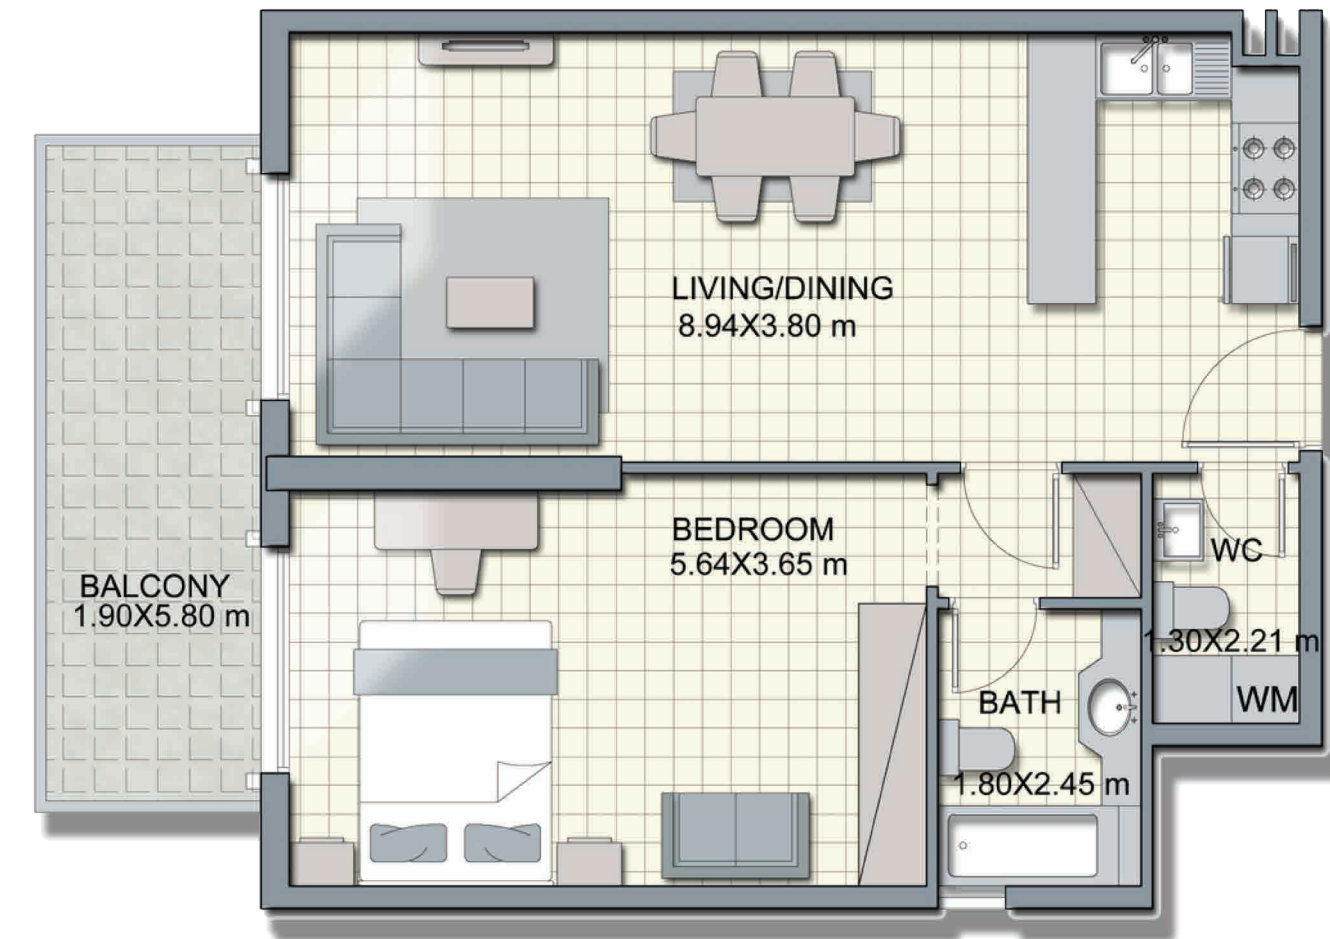 LIVING/DINING
8.94X3.80 m
BEDROOM
5.64X3.65 m
BALCONY
1.90X5.80 m
WC
1.30X2.21 m
WM
BATH
1.80X2.45 m